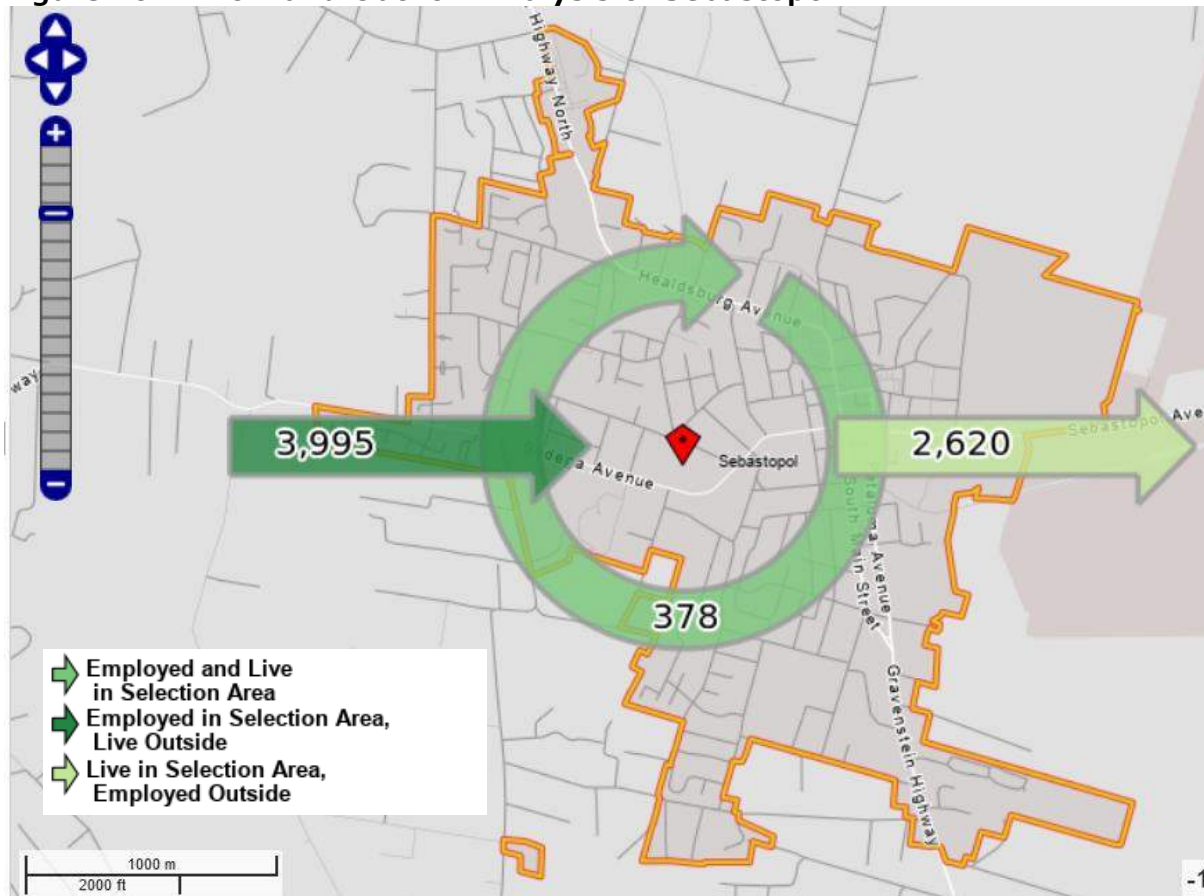 Highway North
Healdsburg Avenue
way
3,995
2,620
Sebastopol Ave
Bodega Avenue
Sebastopol
Petaluma Avenue
South Main Street
378
Gravenstein Highway
Employed and Live
in Selection Area
Employed in Selection Area,
Live Outside
Live in Selection Area,
Employed Outside
1000 m
2000 ft